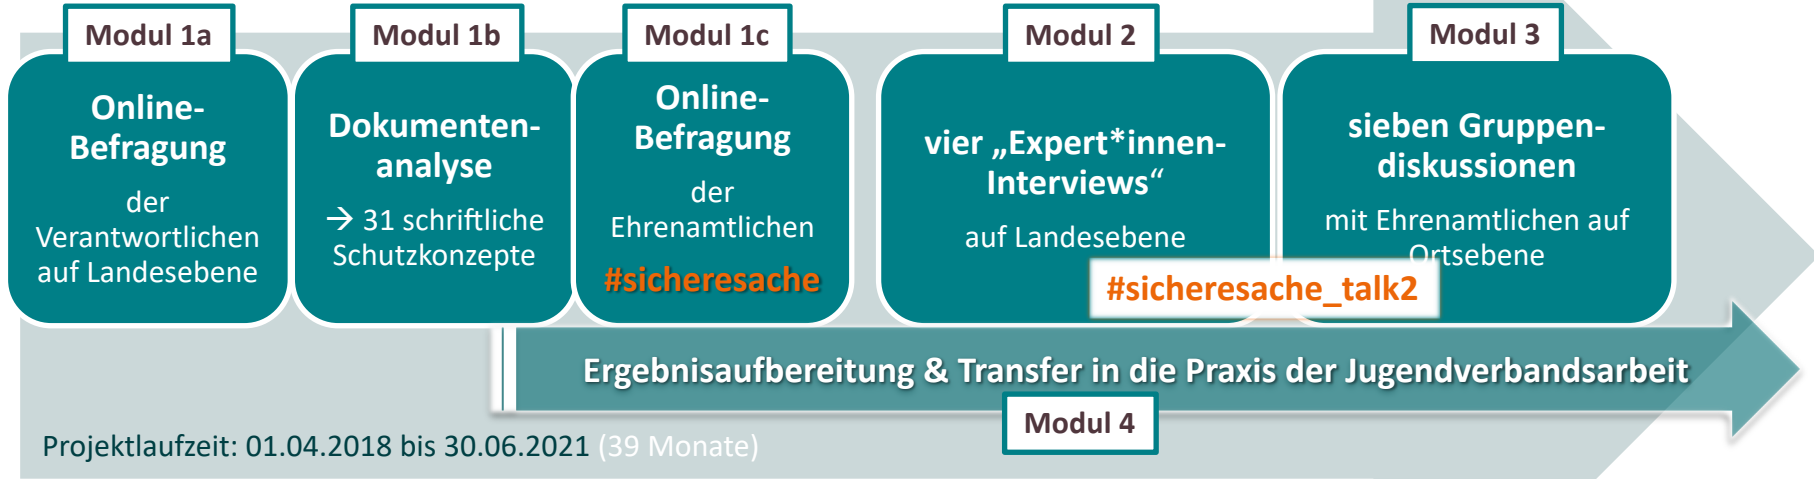 Modul 1a
Online-
Befragung
der
Verantwortlichen
auf Landesebene
Modul 1b
Dokumenten-
analyse
→ 31 schriftliche
Schutzkonzepte
Modul 1c
Online-
Befragung
der
Ehrenamtlichen
#sicheresache
Modul 2
vier „Expert*innen-
Interviews“
auf Landesebene
Modul 3
sieben Gruppen-
diskussionen
mit Ehrenamtlichen auf
Ortsebene
#sicheresache_talk2
Ergebnisaufbereitung & Transfer in die Praxis der Jugendverbandsarbeit
Modul 4
Projektlaufzeit: 01.04.2018 bis 30.06.2021 (39 Monate)